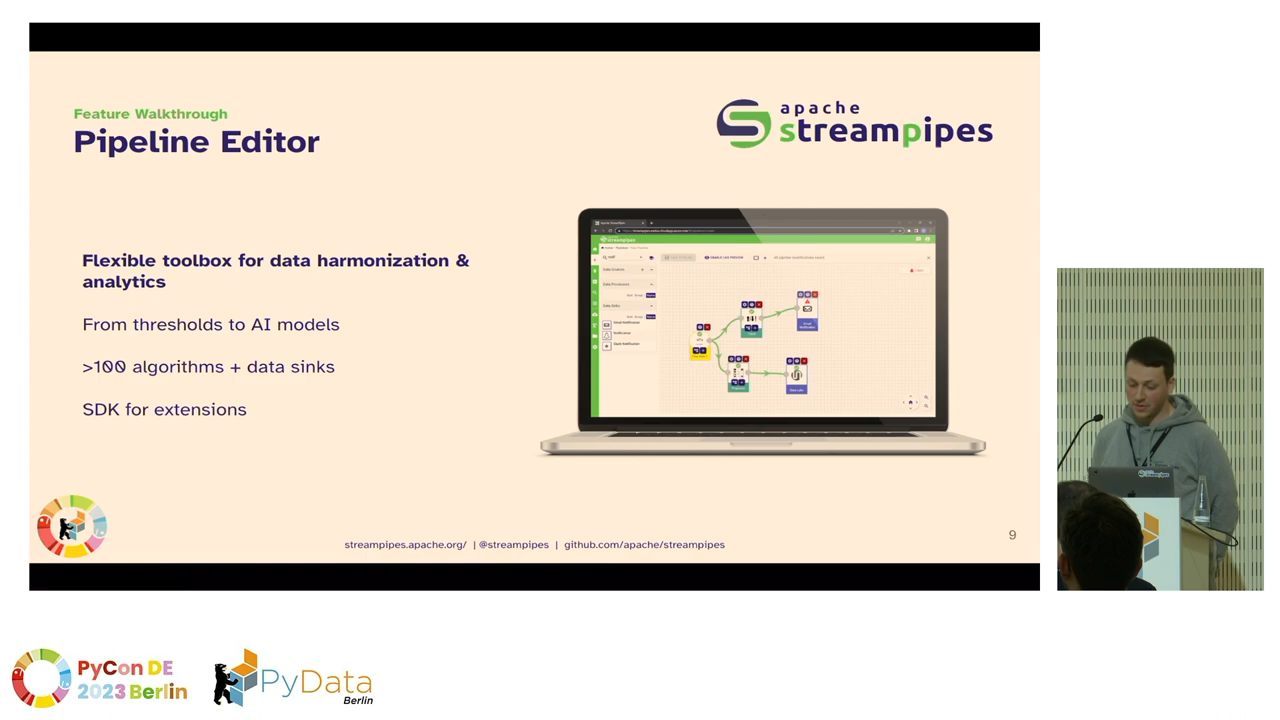 Feature Walkthrough
Pipeline Editor
apache
streampipes
Flexible toolbox for data harmonization &
analytics
From thresholds to AI models
>100 algorithms + data sinks
SDK for extensions
streampipes.apache.org/ | @streampipes | github.com/apache/streampipes
9
PyCon DE
2023 Berlin
PyData
Berlin